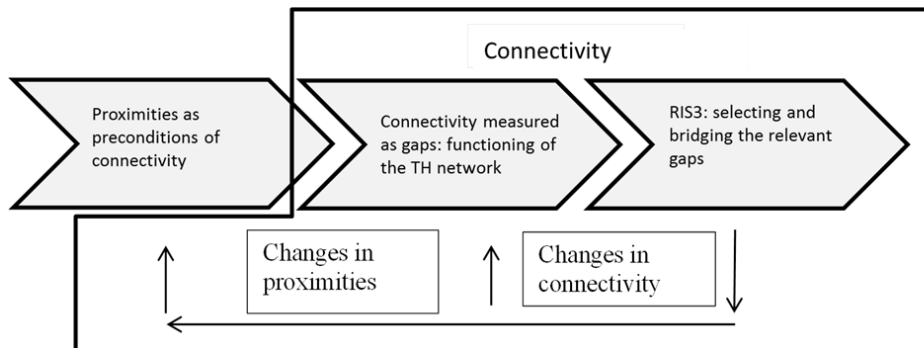 Connectivity
Proximities as
preconditions of
connectivity
Connectivity measured
as gaps: functioning of
the TH network
RIS3: selecting and
bridging the relevant
gaps
Changes in
proximities
Changes in
connectivity